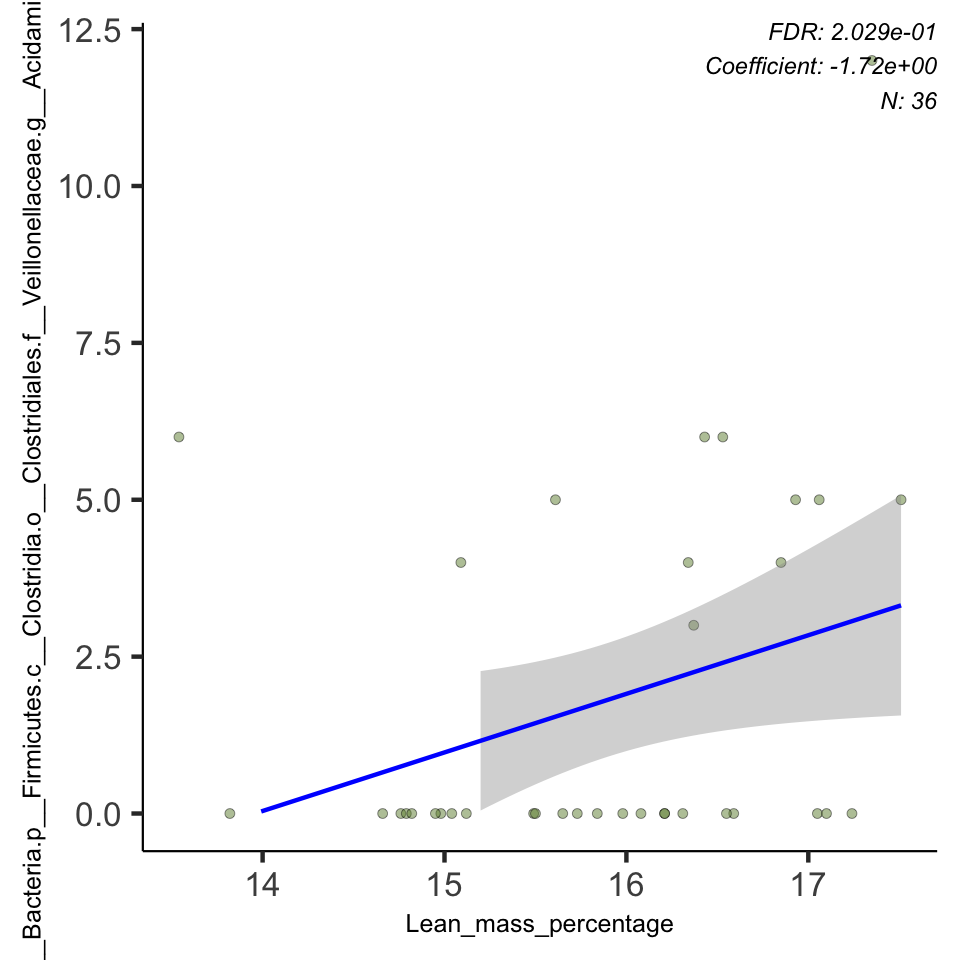 FDR: 2.029e-01
Coefficient: -1.72e+00
N: 36
__Bacteria.p__Firmicutes.c__Clostridia.o__Clostridiales.f__Veillonellaceae.g__Acidami
12.5
10.0
7.5
5.0
2.5
0.0
14 15 16 17
Lean_mass_percentage